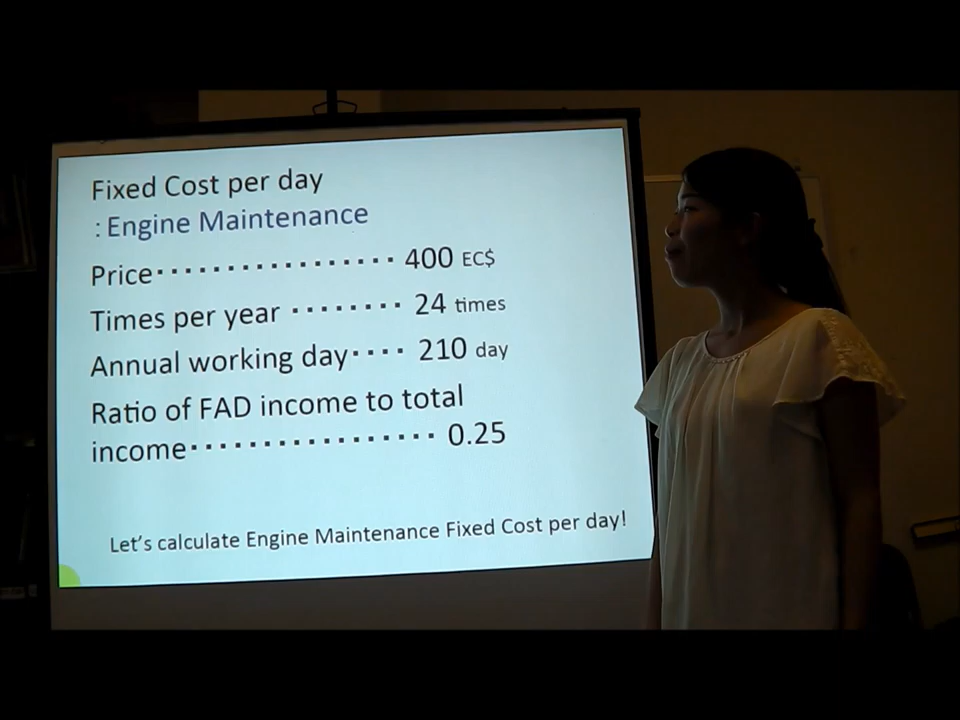 Fixed Cost per day
: Engine Maintenance
Price·················400 EC$
Times per year ········ 24 times
Annual working day···· 210 day
Ratio of FAD income to total
income·················· 0.25
Let's calculate Engine Maintenance Fixed Cost per day!